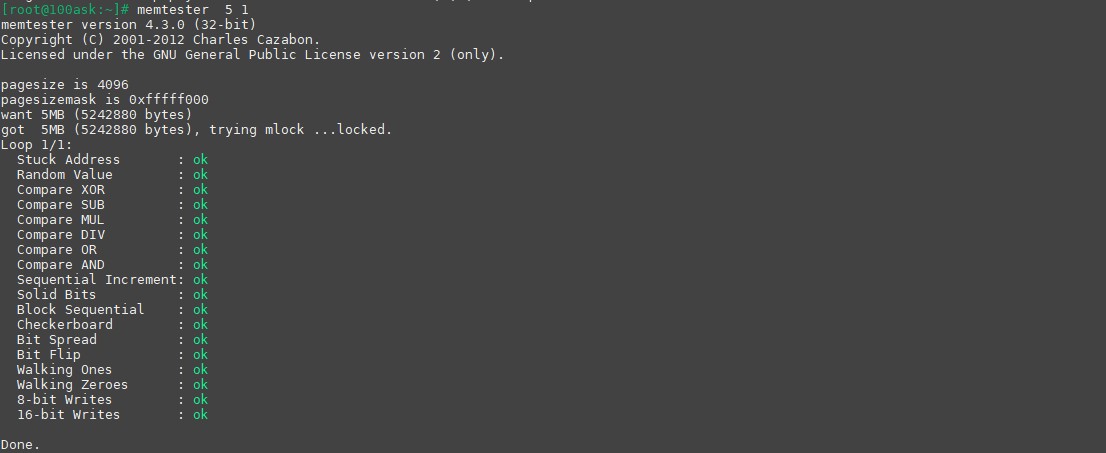 [root@100ask:~]# memtester  5 1
memtester version 4.3.0 (32-bit)
Copyright (C) 2001-2012 Charles Cazabon.
Licensed under the GNU General Public License version 2 (only).

pagesize is 4096
pagesizemask is 0xfffff000
want 5MB (5242880 bytes)
got  5MB (5242880 bytes), trying mlock ...locked.
Loop 1/1:
  Stuck Address       : ok
  Random Value        : ok
  Compare XOR         : ok
  Compare SUB         : ok
  Compare MUL         : ok
  Compare DIV         : ok
  Compare OR          : ok
  Compare AND         : ok
  Sequential Increment: ok
  Solid Bits          : ok
  Block Sequential    : ok
  Checkerboard        : ok
  Bit Spread          : ok
  Bit Flip            : ok
  Walking Ones        : ok
  Walking Zeroes      : ok
  8-bit Writes        : ok
  16-bit Writes       : ok

Done.